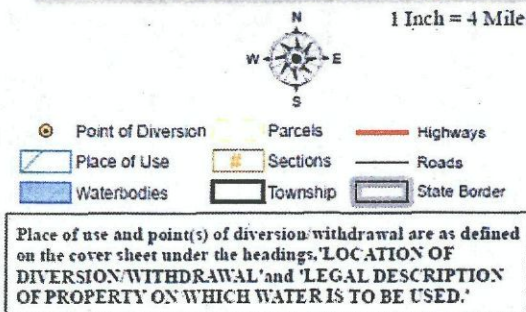 1 Inch = 4 Mile
N
W E
S
Point of Diversion Parcels Highways
Place of Use # Sections Roads
Waterbodies Township State Border
Place of use and point(s) of diversion/withdrawal are as defined
on the cover sheet under the headings,'LOCATION OF
DIVERSION/WITHDRAWAL'and 'LEGAL DESCRIPTION
OF PROPERTY ON WHICH WATER IS TO BE USED.'